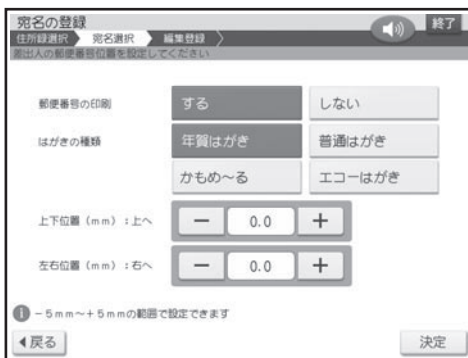 宛名の登録
終了
住所録選択 宛名選択 編集登録
差出人の郵便番号位置を設定してください
郵便番号の印刷 する しない
はがきの種類 年賀はがき 普通はがき
かもめ〜る エコーはがき
上下位置（mm）：上へ － 0.0 ＋
左右位置（mm）：右へ － 0.0 ＋
i －5mm〜＋5mmの範囲で設定できます
戻る 決定